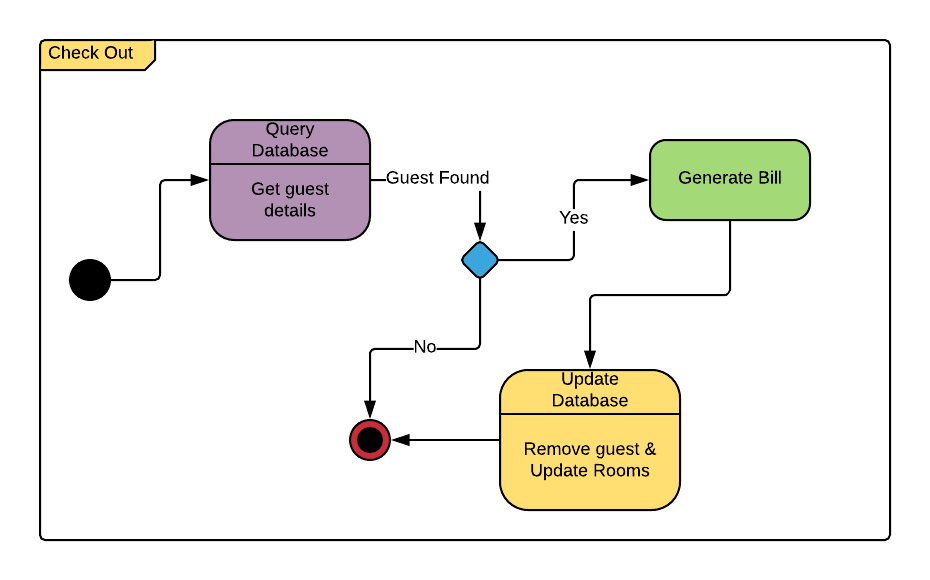 Check Out
Query
Database
Get guest
details
Guest Found
Yes
Generate Bill
No
Update
Database
Remove guest &
Update Rooms